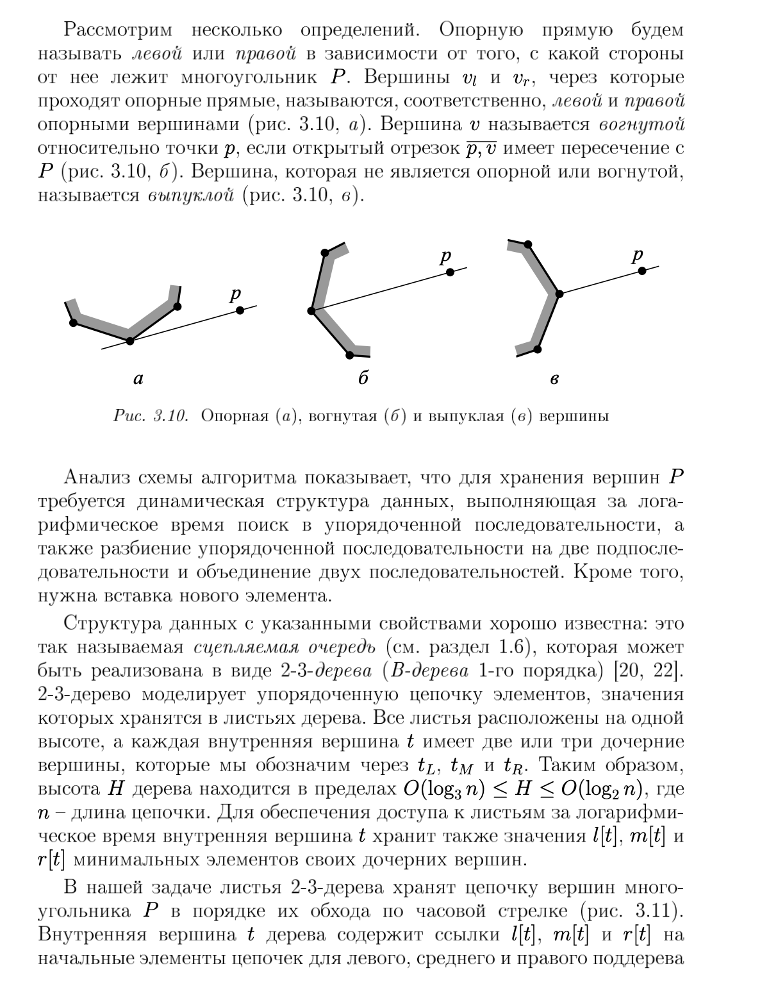 Рассмотрим несколько определений. Опорную прямую будем
называть левой или правой в зависимости от того, с какой стороны
от нее лежит многоугольник P. Вершины v_l и v_r, через которые
проходят опорные прямые, называются, соответственно, левой и правой
опорными вершинами (рис. 3.10, а). Вершина v называется вогнутой
относительно точки p, если открытый отрезок \overline{p, v} имеет пересечение с
P (рис. 3.10, б). Вершина, которая не является опорной или вогнутой,
называется выпуклой (рис. 3.10, в).
p
p
p
а
б
в
Рис. 3.10. Опорная (а), вогнутая (б) и выпуклая (в) вершины
Анализ схемы алгоритма показывает, что для хранения вершин P
требуется динамическая структура данных, выполняющая за лога-
рифмическое время поиск в упорядоченной последовательности, а
также разбиение упорядоченной последовательности на две подпосле-
довательности и объединение двух последовательностей. Кроме того,
нужна вставка нового элемента.
Структура данных с указанными свойствами хорошо известна: это
так называемая сцепляемая очередь (см. раздел 1.6), которая может
быть реализована в виде 2-3-дерева (В-дерева 1-го порядка) [20, 22].
2-3-дерево моделирует упорядоченную цепочку элементов, значения
которых хранятся в листьях дерева. Все листья расположены на одной
высоте, а каждая внутренняя вершина t имеет две или три дочерние
вершины, которые мы обозначим через t_L, t_M и t_R. Таким образом,
высота H дерева находится в пределах O(log_3 n) ≤ H ≤ O(log_2 n), где
n – длина цепочки. Для обеспечения доступа к листьям за логарифми-
ческое время внутренняя вершина t хранит также значения l[t], m[t] и
r[t] минимальных элементов своих дочерних вершин.
В нашей задаче листья 2-3-дерева хранят цепочку вершин много-
угольника P в порядке их обхода по часовой стрелке (рис. 3.11).
Внутренняя вершина t дерева содержит ссылки l[t], m[t] и r[t] на
начальные элементы цепочек для левого, среднего и правого поддерева